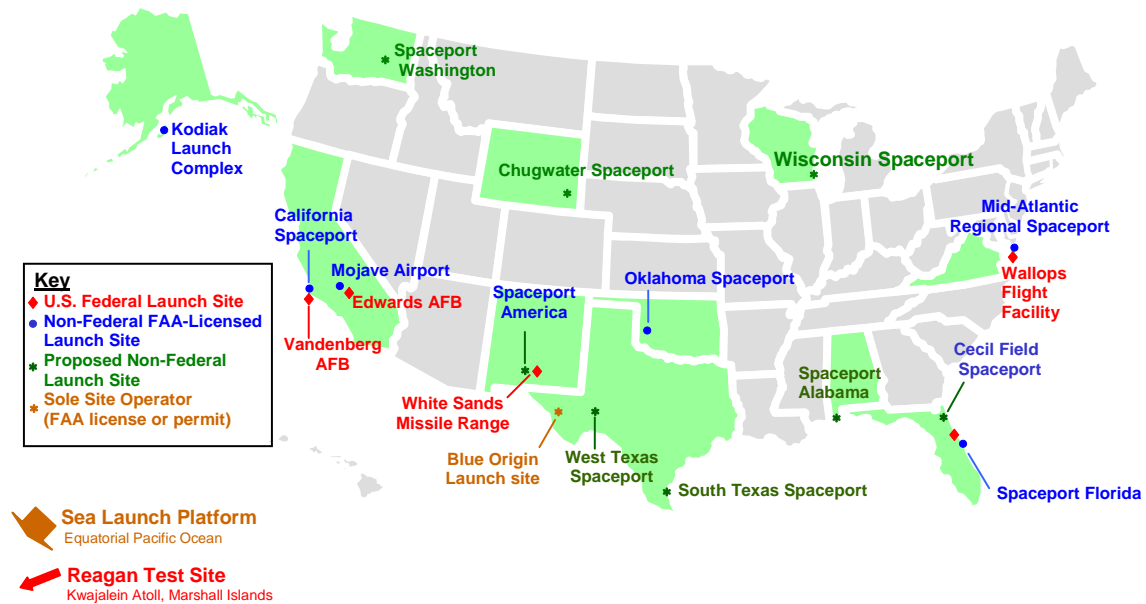 Spaceport
Washington
Kodiak
Launch
Complex
Chugwater Spaceport
Wisconsin Spaceport
California
Spaceport
Mid-Atlantic
Regional Spaceport
Mojave Airport
Edwards AFB
Oklahoma Spaceport
Spaceport
America
Wallops
Flight
Facility
Key
U.S. Federal Launch Site
Non-Federal FAA-Licensed
Launch Site
Proposed Non-Federal
Launch Site
Sole Site Operator
(FAA license or permit)
Vandenberg
AFB
Cecil Field
Spaceport
Spaceport
Alabama
White Sands
Missile Range
Blue Origin
Launch site
West Texas
Spaceport
South Texas Spaceport
Spaceport Florida
Sea Launch Platform
Equatorial Pacific Ocean
Reagan Test Site
Kwajalein Atoll, Marshall Islands